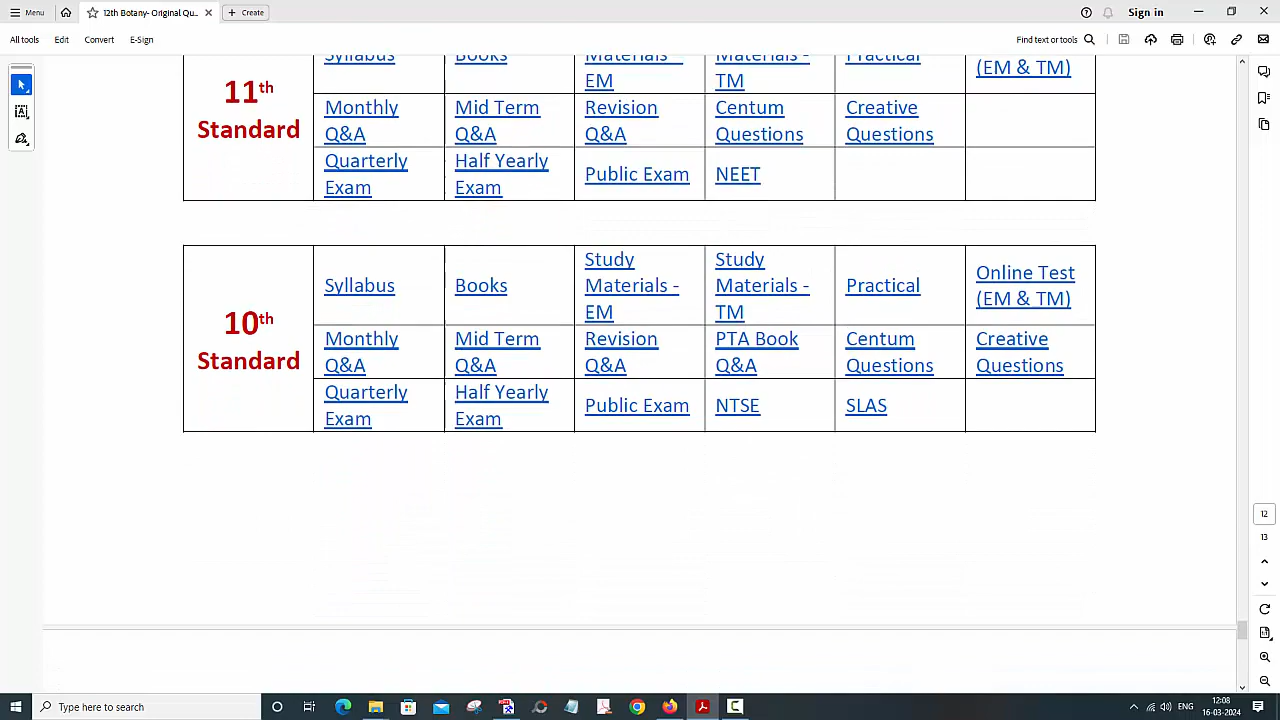 Menu
12th Botany- Original Qu...
Create
Sign in
All tools
Edit
Convert
E-Sign
Find text or tools
11th
Standard
Syllabus
Books
Materials -
EM
Materials -
TM
Practical
(EM & TM)
Monthly
Q&A
Mid Term
Q&A
Revision
Q&A
Centum
Questions
Creative
Questions
Quarterly
Exam
Half Yearly
Exam
Public Exam
NEET
10th
Standard
Syllabus
Books
Study
Materials -
EM
Study
Materials -
TM
Practical
Online Test
(EM & TM)
Monthly
Q&A
Mid Term
Q&A
Revision
Q&A
PTA Book
Q&A
Centum
Questions
Creative
Questions
Quarterly
Exam
Half Yearly
Exam
Public Exam
NTSE
SLAS
12
13
Type here to search
ENG
12:08
16-03-2024